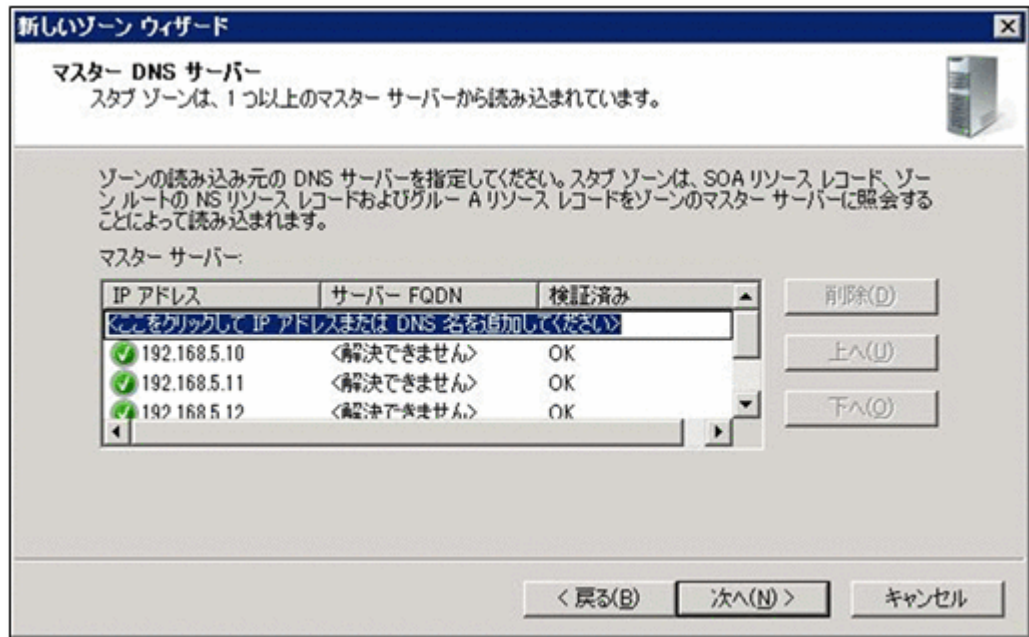 新しいゾーン ウィザード
マスター DNS サーバー
スタブ ゾーンは、1 つ以上のマスター サーバーから読み込まれています。
ゾーンの読み込み元の DNS サーバーを指定してください。スタブ ゾーンは、SOA リソース レコード、ゾー
ン ルートの NS リソース レコードおよびグルー A リソース レコードをゾーンのマスター サーバーに照会する
ことによって読み込まれます。
マスター サーバー:
IP アドレス サーバー FQDN 検証済み
<ここをクリックして IP アドレスまたは DNS 名を追加してください>
192.168.5.10 <解決できません> OK
192.168.5.11 <解決できません> OK
192.168.5.12 <解決できません> OK
削除(D)
上へ(U)
下へ(O)
< 戻る(B) 次へ(N) > キャンセル